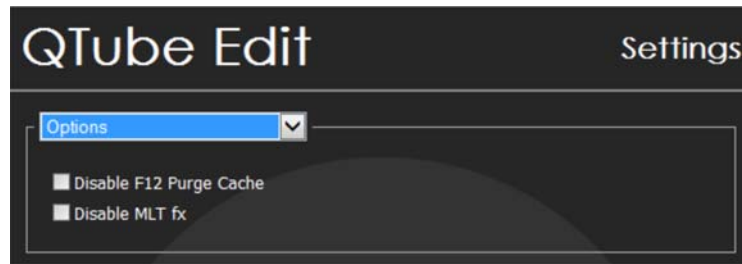 QTube Edit
Settings
Options
Disable F12 Purge Cache
Disable MLT fx